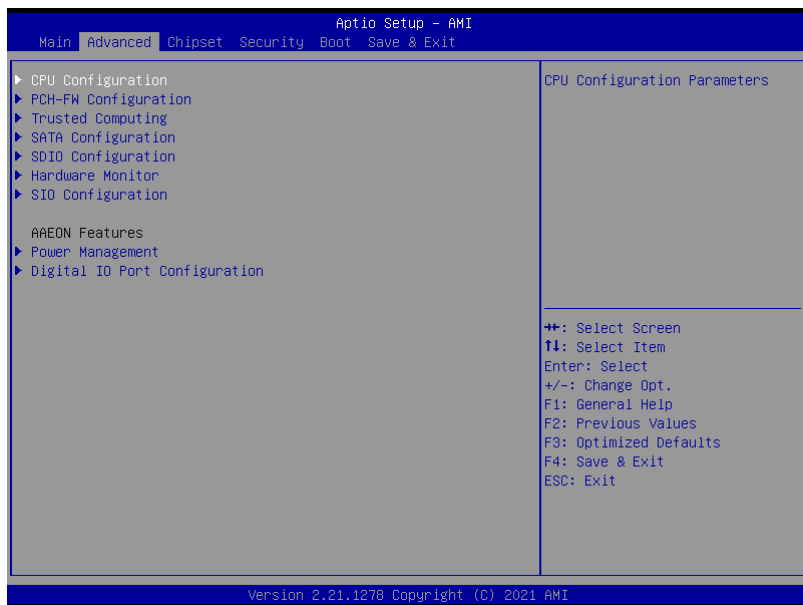 Aptio Setup – AMI
Main Advanced Chipset Security Boot Save & Exit
CPU Configuration
PCH-FW Configuration
Trusted Computing
SATA Configuration
SDIO Configuration
Hardware Monitor
SIO Configuration
AAEON Features
Power Management
Digital IO Port Configuration
CPU Configuration Parameters
→←: Select Screen
↑↓: Select Item
Enter: Select
+/-: Change Opt.
F1: General Help
F2: Previous Values
F3: Optimized Defaults
F4: Save & Exit
ESC: Exit
Version 2.21.1278 Copyright (C) 2021 AMI